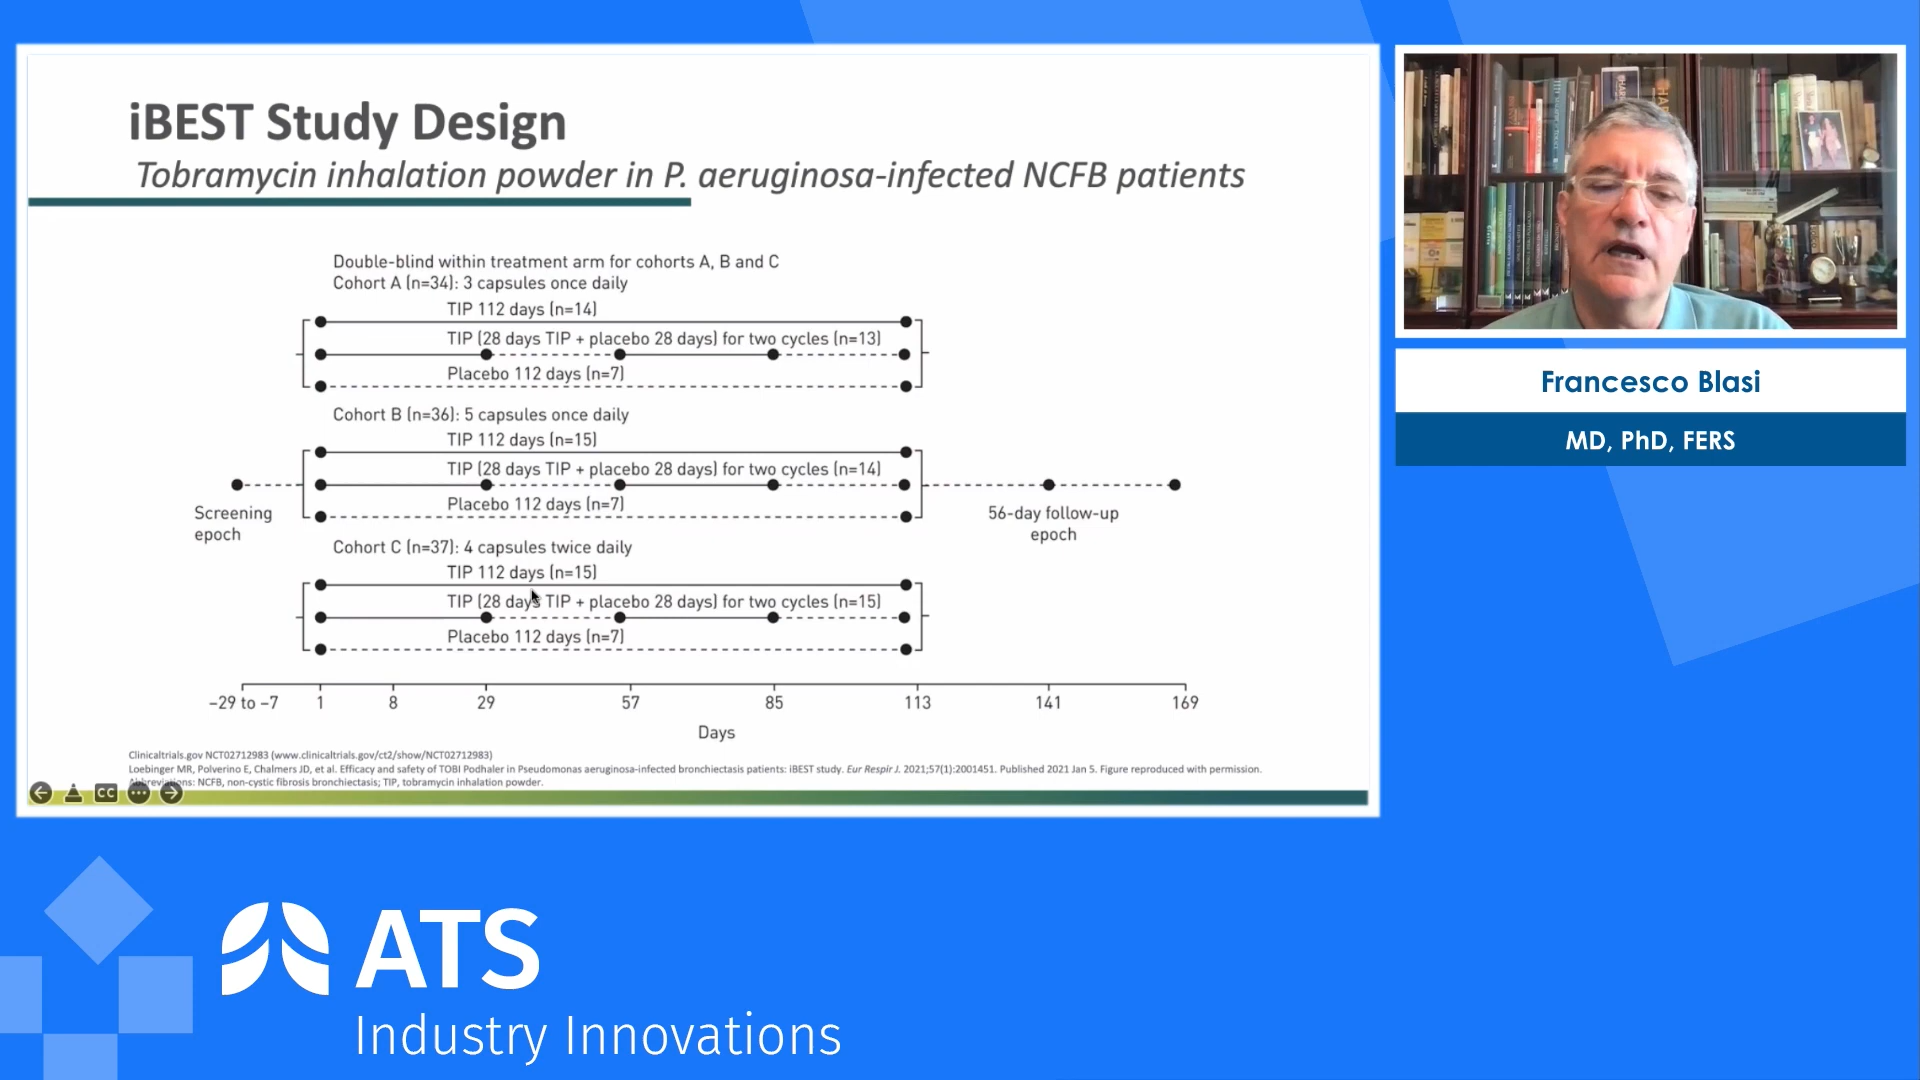 iBEST Study Design
Tobramycin inhalation powder in P. aeruginosa-infected NCFB patients
Double-blind within treatment arm for cohorts A, B and C
Cohort A (n=34): 3 capsules once daily
TIP 112 days (n=14)
TIP (28 days TIP + placebo 28 days) for two cycles (n=13)
Placebo 112 days (n=7)
Cohort B (n=36): 5 capsules once daily
TIP 112 days (n=15)
TIP (28 days TIP + placebo 28 days) for two cycles (n=14)
Placebo 112 days (n=7)
Screening
epoch
56-day follow-up
epoch
Cohort C (n=37): 4 capsules twice daily
TIP 112 days (n=15)
TIP (28 days TIP + placebo 28 days) for two cycles (n=15)
Placebo 112 days (n=7)
−29 to −7 1 8 29 57 85 113 141 169
Days
Clinicaltrials.gov NCT02712983 (www.clinicaltrials.gov/ct2/show/NCT02712983)
Loebinger MR, Polverino E, Chalmers JD, et al. Efficacy and safety of TOBI Podhaler in Pseudomonas aeruginosa-infected bronchiectasis patients: iBEST study. Eur Respir J. 2021;57(1):2001451. Published 2021 Jan 5. Figure reproduced with permission.
Abbreviations: NCFB, non-cystic fibrosis bronchiectasis; TIP, tobramycin inhalation powder.
CC
Francesco Blasi
MD, PhD, FERS
ATS
Industry Innovations